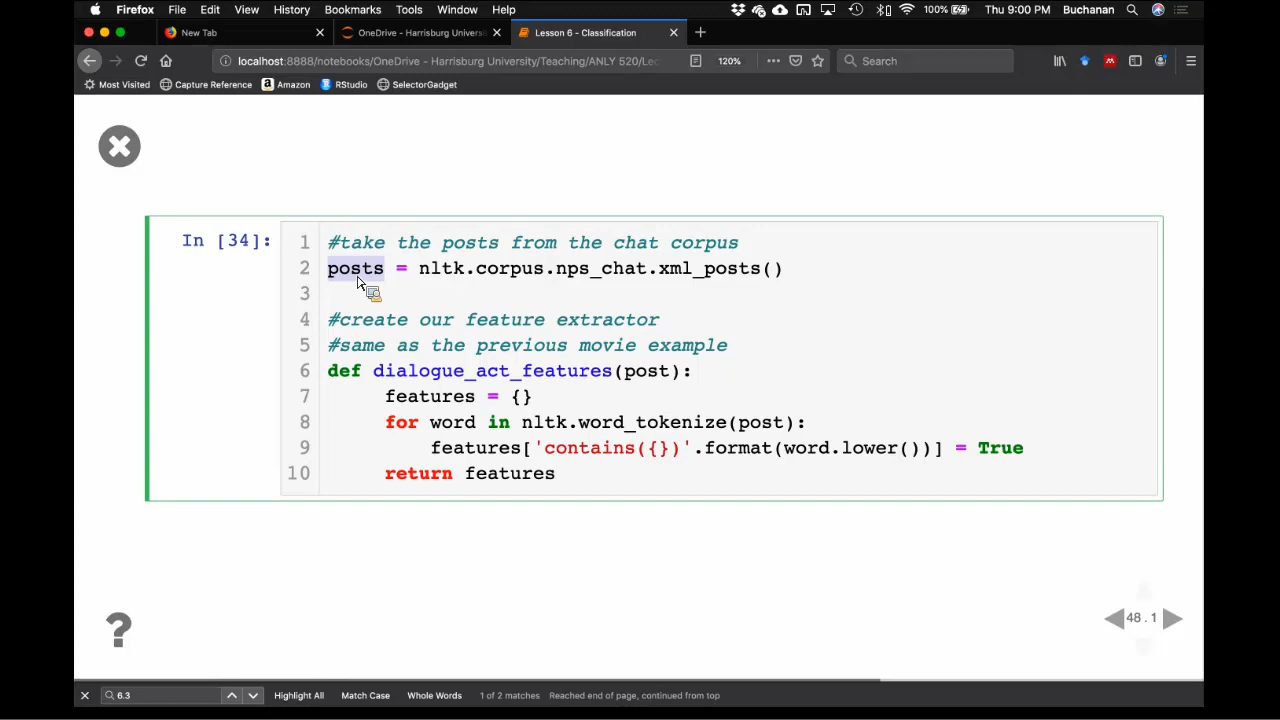 Firefox File Edit View History Bookmarks Tools Window Help 100% Thu 9:00 PM Buchanan
New Tab OneDrive - Harrisburg Universi Lesson 6 - Classification
localhost:8888/notebooks/OneDrive - Harrisburg University/Teaching/ANLY 520/Lec 120% Search
Most Visited Capture Reference Amazon RStudio SelectorGadget
In [34]:
1 #take the posts from the chat corpus
2 posts = nltk.corpus.nps_chat.xml_posts()
3
4 #create our feature extractor
5 #same as the previous movie example
6 def dialogue_act_features(post):
7 features = {}
8 for word in nltk.word_tokenize(post):
9 features['contains({})'.format(word.lower())] = True
10 return features
?
48 . 1
6.3 Highlight All Match Case Whole Words 1 of 2 matches Reached end of page, continued from top